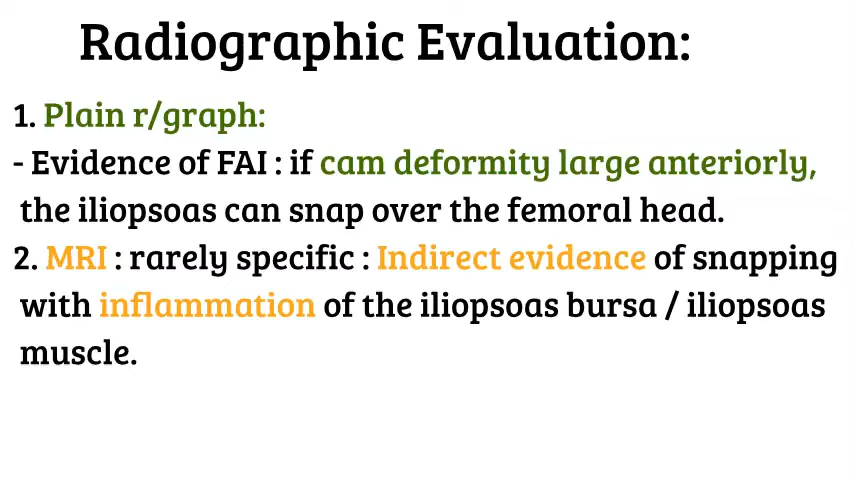 Radiographic Evaluation:
1. Plain r/graph:
- Evidence of FAI : if cam deformity large anteriorly,
the iliopsoas can snap over the femoral head.
2. MRI : rarely specific : Indirect evidence of snapping
with inflammation of the iliopsoas bursa / iliopsoas
muscle.